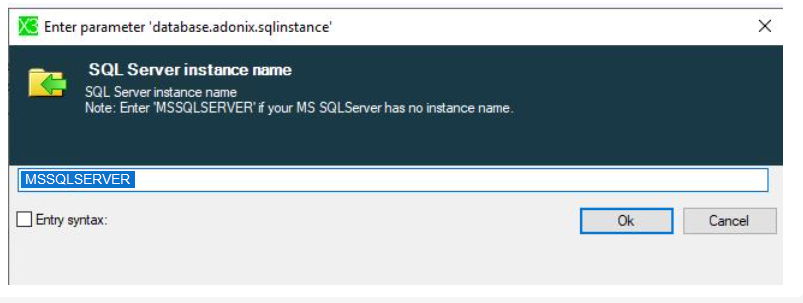 X3 Enter parameter 'database.adonix.sqlinstance'
SQL Server instance name
SQL Server instance name
Note: Enter 'MSSQLSERVER' if your MS SQLServer has no instance name.
MSSQLSERVER
Entry syntax:
Ok
Cancel